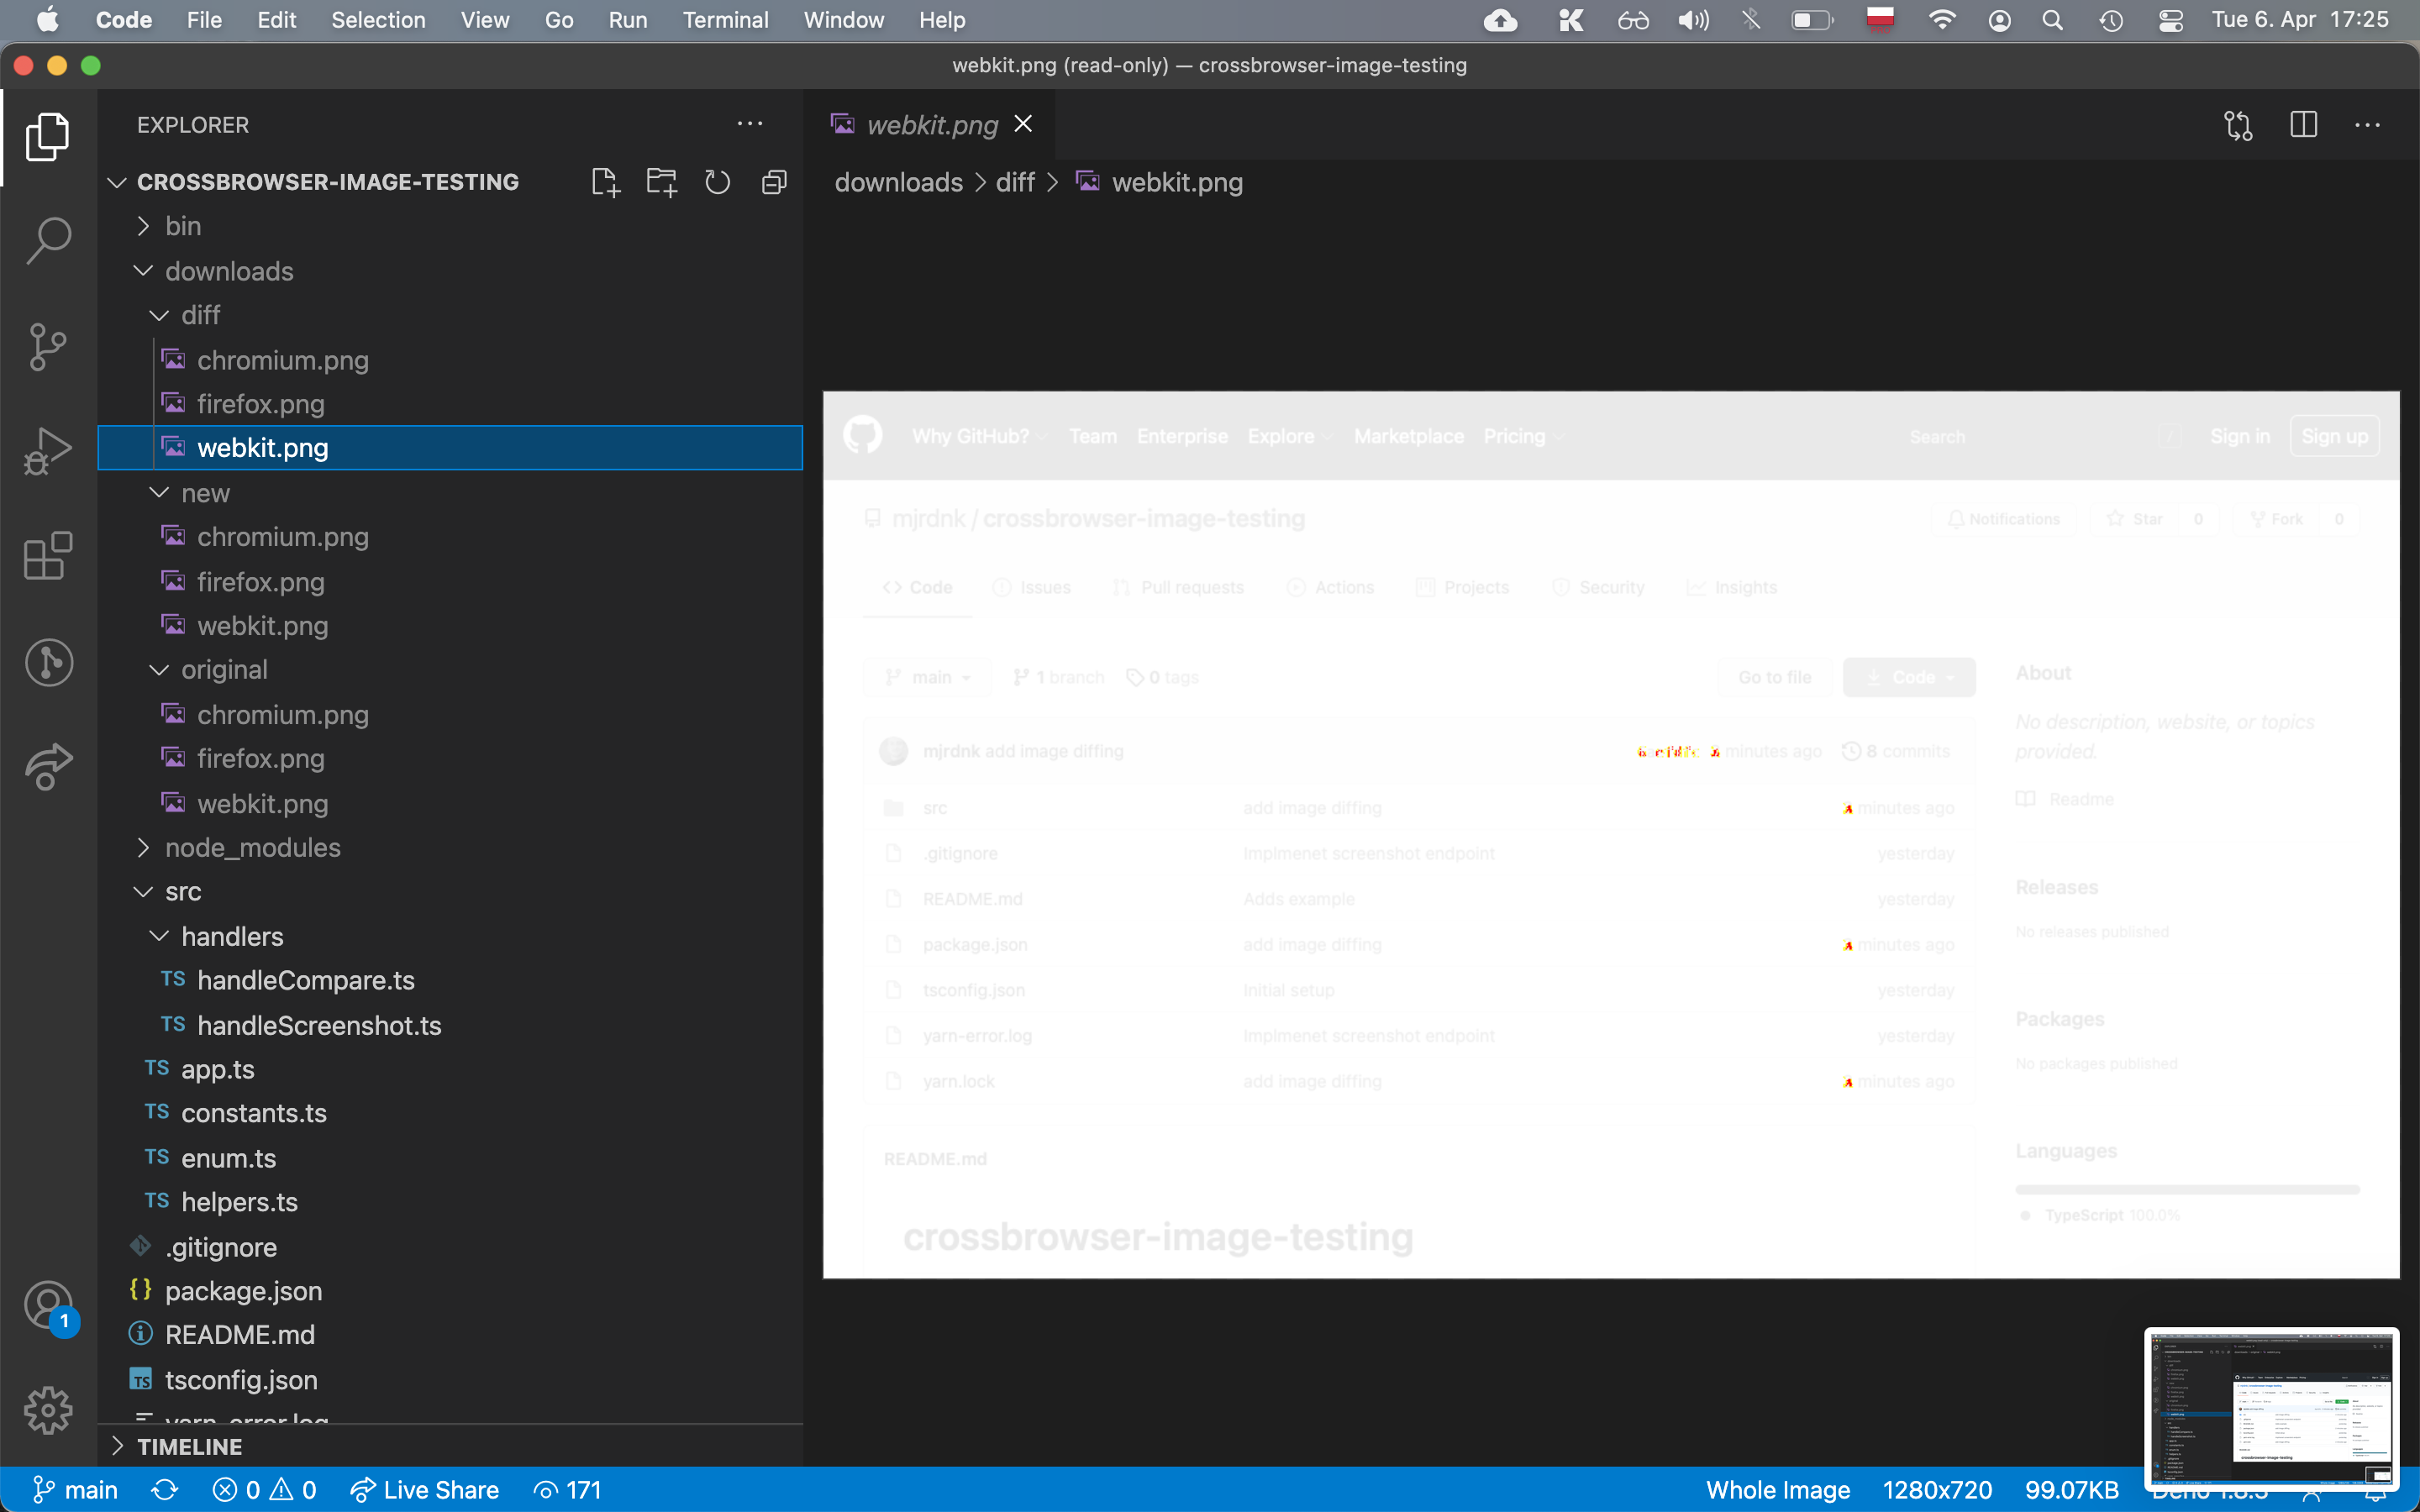 Code File Edit Selection View Go Run Terminal Window Help Tue 6. Apr 17:25
webkit.png (read-only) — crossbrowser-image-testing
EXPLORER
CROSSBROWSER-IMAGE-TESTING
bin
downloads
diff
chromium.png
firefox.png
webkit.png
new
chromium.png
firefox.png
webkit.png
original
chromium.png
firefox.png
webkit.png
node_modules
src
handlers
TS handleCompare.ts
TS handleScreenshot.ts
TS app.ts
TS constants.ts
TS enum.ts
TS helpers.ts
.gitignore
{} package.json
README.md
TS tsconfig.json
yarn-error.log
TIMELINE
1
webkit.png
downloads > diff > webkit.png
Why GitHub? Team Enterprise Explore Marketplace Pricing Search / Sign in Sign up
mjrdnk / crossbrowser-image-testing Notifications Star 0 Fork 0
Code Issues Pull requests Actions Projects Security Insights
main 1 branch 0 tags Go to file Code
mjrdnk add image diffing minutes ago 8 commits
src add image diffing minutes ago
.gitignore Implmenet screenshot endpoint yesterday
README.md Adds example yesterday
package.json add image diffing minutes ago
tsconfig.json Initial setup yesterday
yarn-error.log Implmenet screenshot endpoint yesterday
yarn.lock add image diffing minutes ago
README.md
crossbrowser-image-testing
About
No description, website, or topics
provided.
Readme
Releases
No releases published
Packages
No packages published
Languages
TypeScript 100.0%
main 0 0 Live Share 171 Whole Image 1280x720 99.07KB